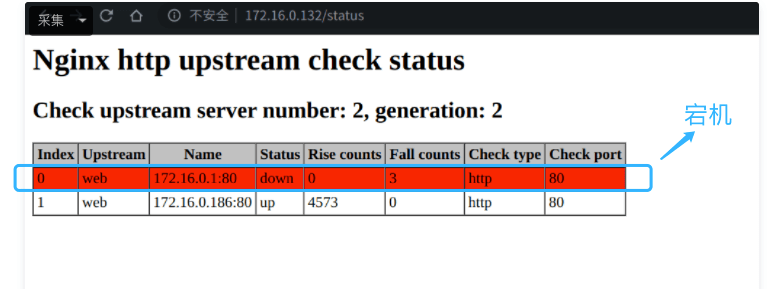 采集
不安全 | 172.16.0.132/status
Nginx http upstream check status
Check upstream server number: 2, generation: 2
宕机
Index Upstream Name Status Rise counts Fall counts Check type Check port
0 web 172.16.0.1:80 down 0 3 http 80
1 web 172.16.0.186:80 up 4573 0 http 80